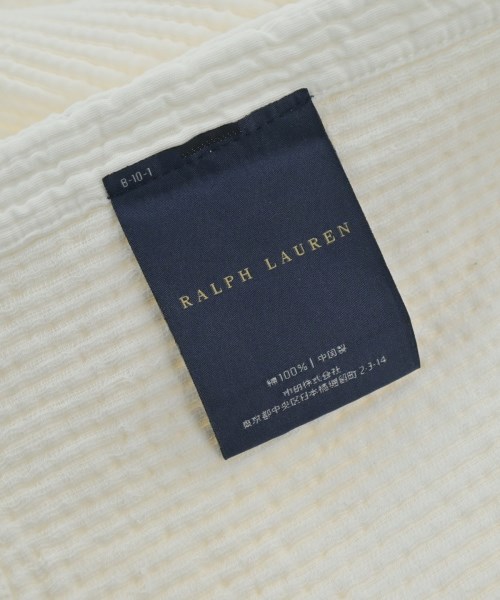 8-10-1
RALPH LAUREN
綿100% | 中国製
市田株式会社
東京都中央区日本橋堀留町 2-3-14